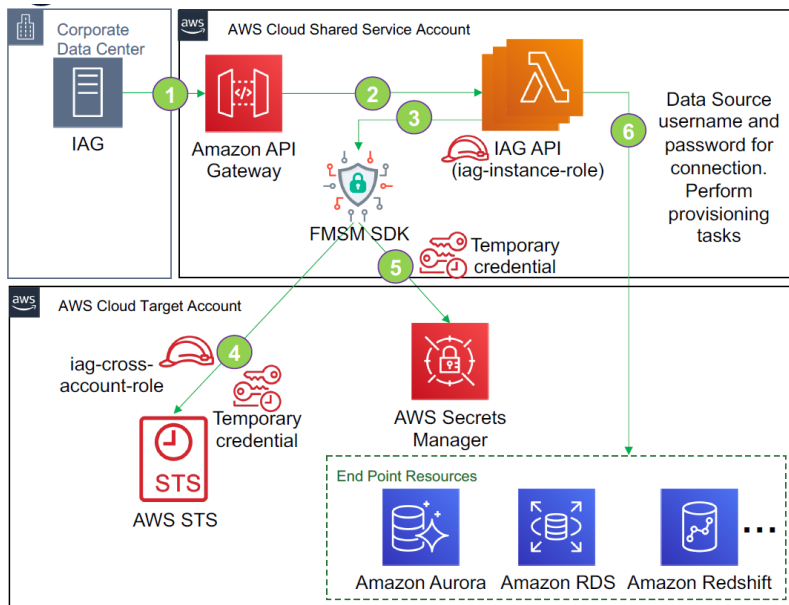 aws
Corporate
Data Center
IAG
1
aws
AWS Cloud Shared Service Account
Amazon API
Gateway
2
3
IAG API
(iag-instance-role)
6
Data Source
username and
password for
connection.
Perform
provisioning
tasks
FMSM SDK
5
Temporary
credential
aws
AWS Cloud Target Account
iag-cross-
account-role
4
Temporary
credential
STS
AWS STS
AWS Secrets
Manager
End Point Resources
Amazon Aurora
Amazon RDS
Amazon Redshift
...